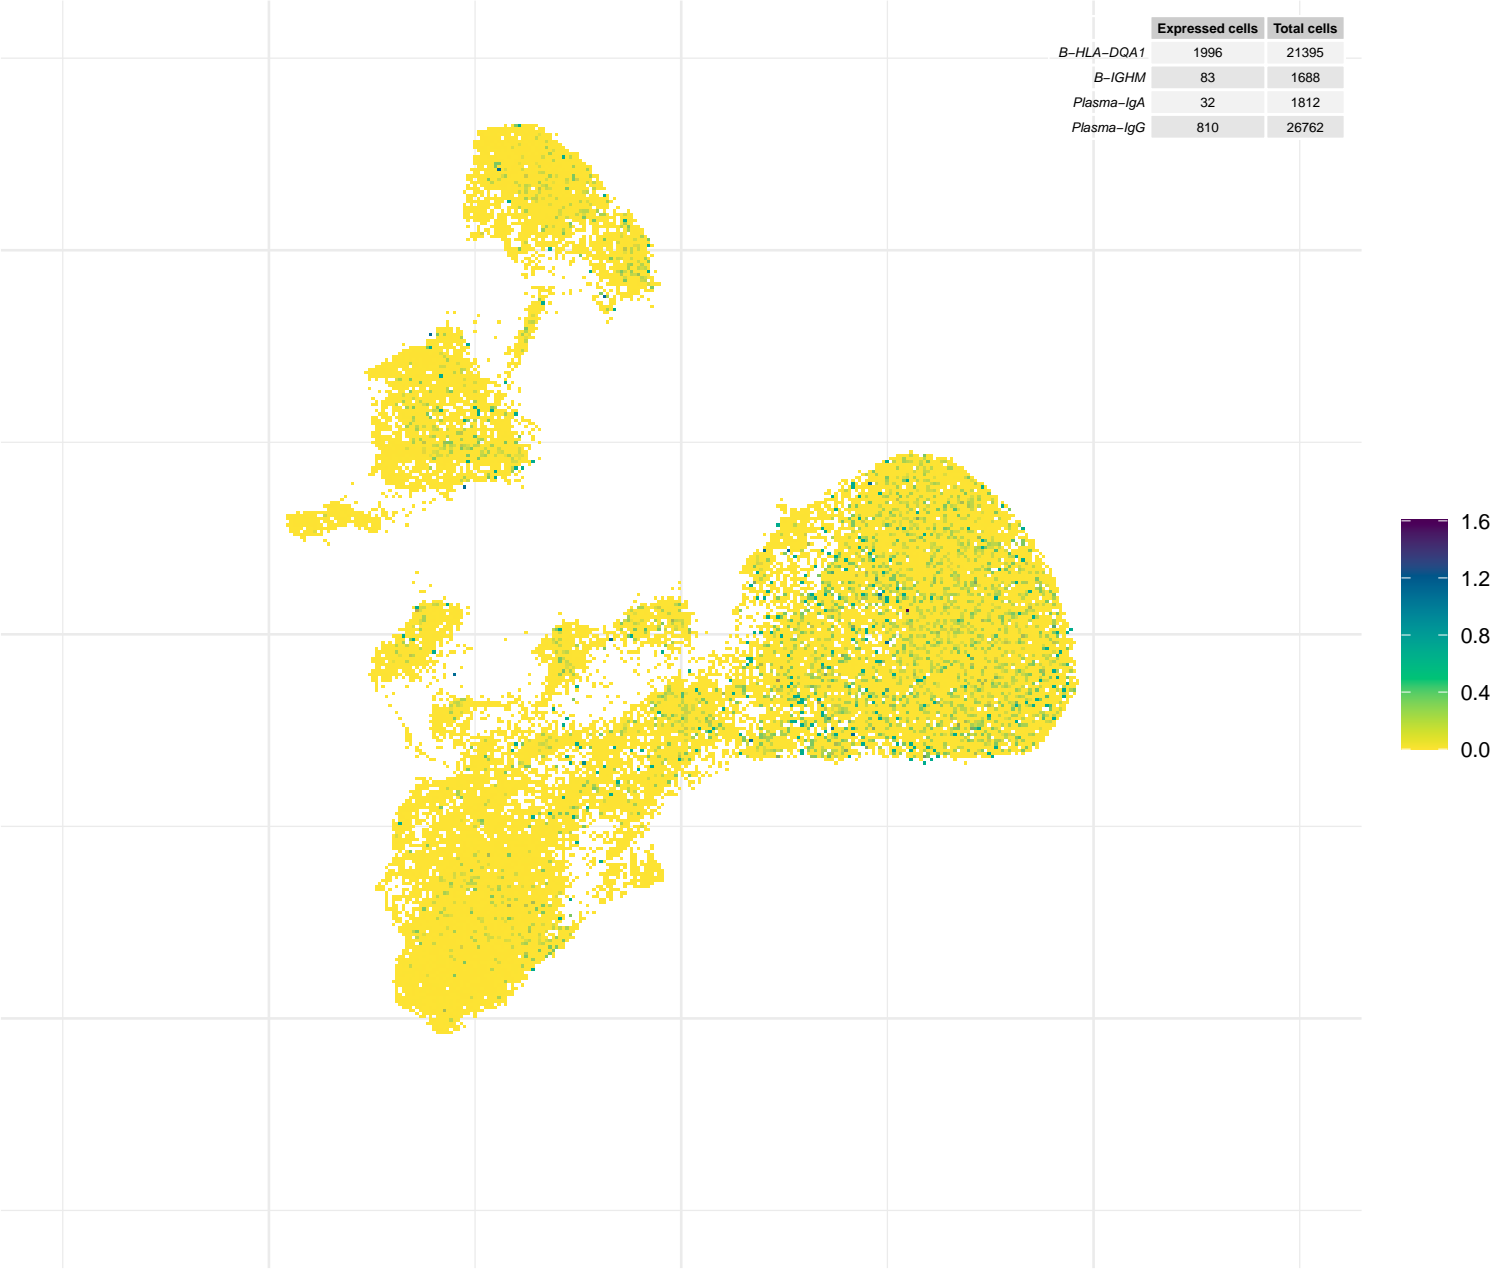 Expressed cells Total cells
B−HLA−DQA1 1996 21395
B−IGHM 83 1688
Plasma−IgA 32 1812
Plasma−IgG 810 26762
1.6
1.2
0.8
0.4
0.0